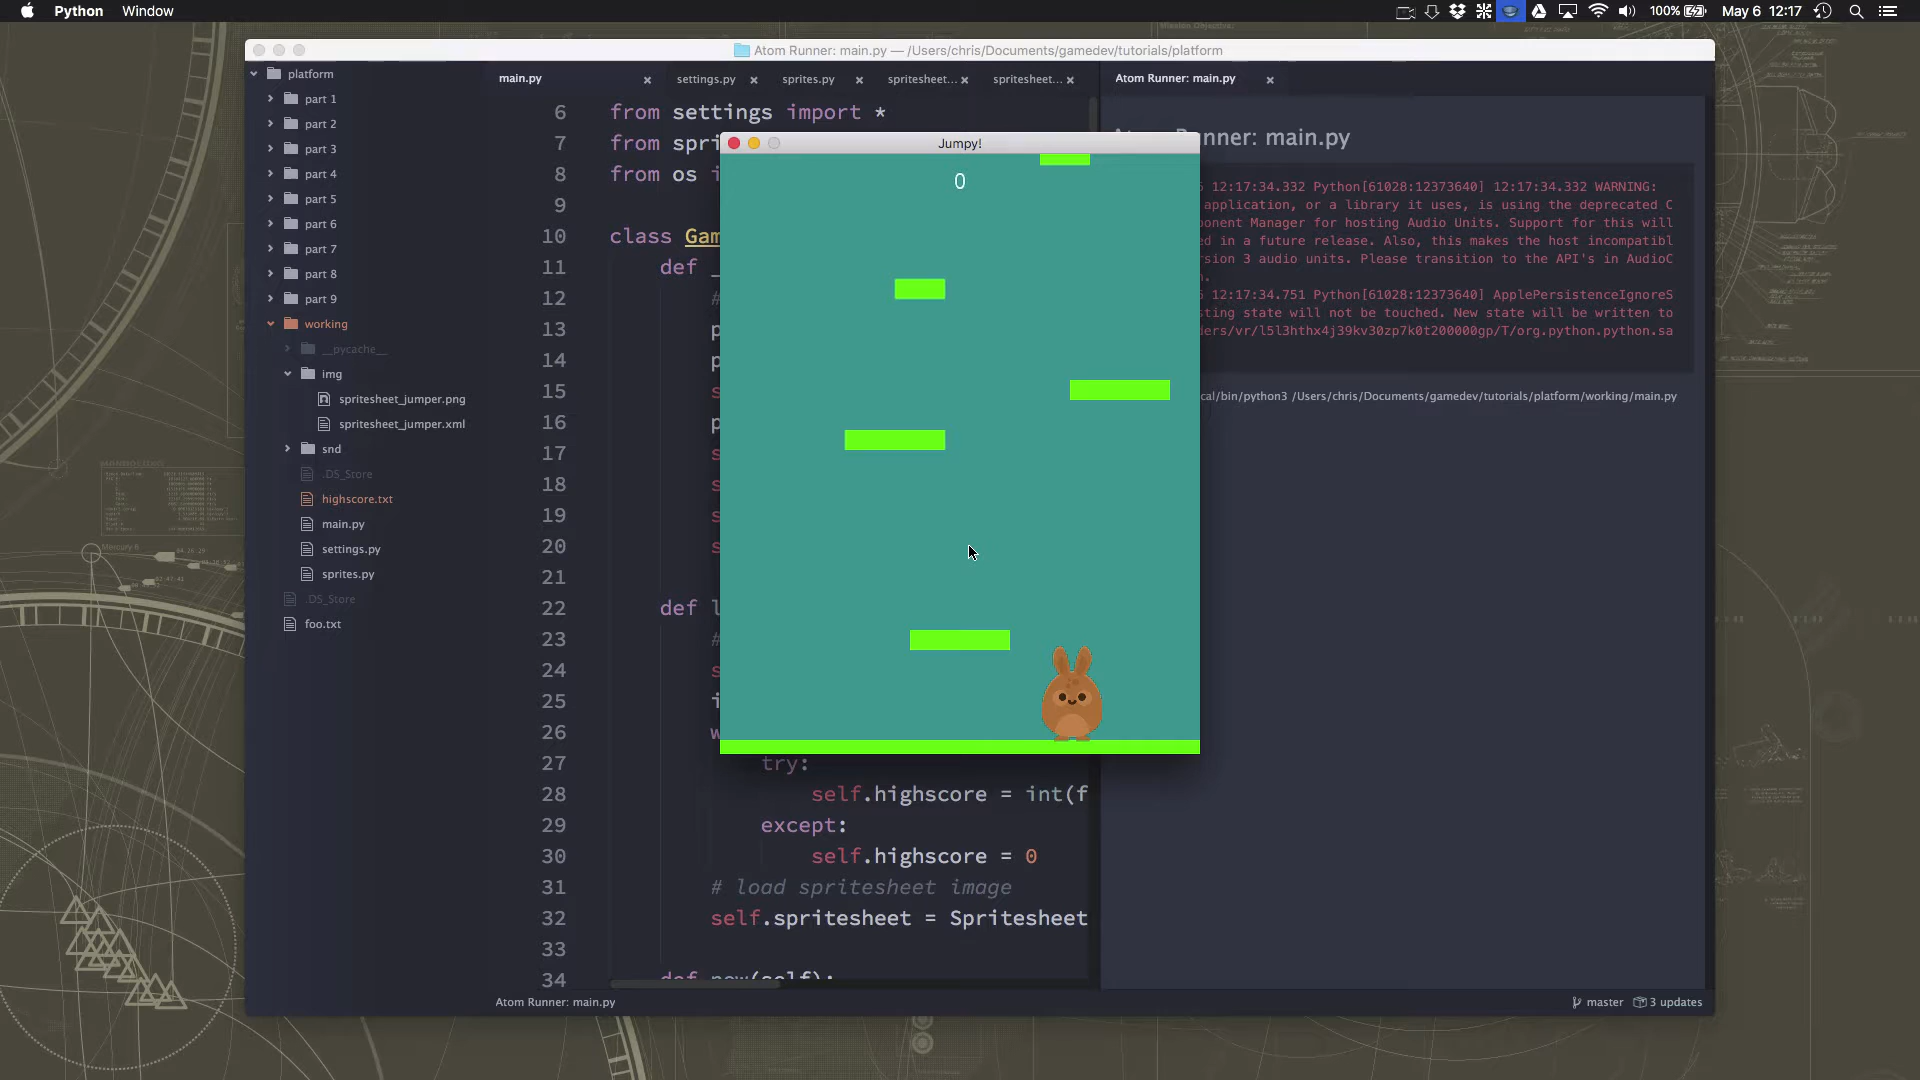 Python Window
100% May 6 12:17
Atom Runner: main.py — /Users/chris/Documents/gamedev/tutorials/platform
platform
part 1
part 2
part 3
part 4
part 5
part 6
part 7
part 8
part 9
working
__pycache__
img
spritesheet_jumper.png
spritesheet_jumper.xml
snd
.DS_Store
highscore.txt
main.py
settings.py
sprites.py
.DS_Store
foo.txt
main.py
settings.py
sprites.py
spritesheet...
spritesheet...
Atom Runner: main.py
6 from settings import *
7 from spri
8 from os i
9
10 class Gam
11 def _
12 #
13 p
14 p
15 s
16 p
17 s
18 s
19 s
20 s
21
22 def l
23 #
24 s
25 i
26 w
27 try:
28 self.highscore = int(f
29 except:
30 self.highscore = 0
31 # load spritesheet image
32 self.spritesheet = Spritesheet
33
34 def new(self):
Jumpy!
0
Atom Runner: main.py
12:17:34.332 Python[61028:12373640] 12:17:34.332 WARNING:
application, or a library it uses, is using the deprecated C
onent Manager for hosting Audio Units. Support for this will
ed in a future release. Also, this makes the host incompatibl
rsion 3 audio units. Please transition to the API's in AudioC
n.
12:17:34.751 Python[61028:12373640] ApplePersistenceIgnoreS
ting state will not be touched. New state will be written to
ders/vr/l5l3hthx4j39kv30zp7k0t200000gp/T/org.python.python.sa
cal/bin/python3 /Users/chris/Documents/gamedev/tutorials/platform/working/main.py
Atom Runner: main.py
master 3 updates